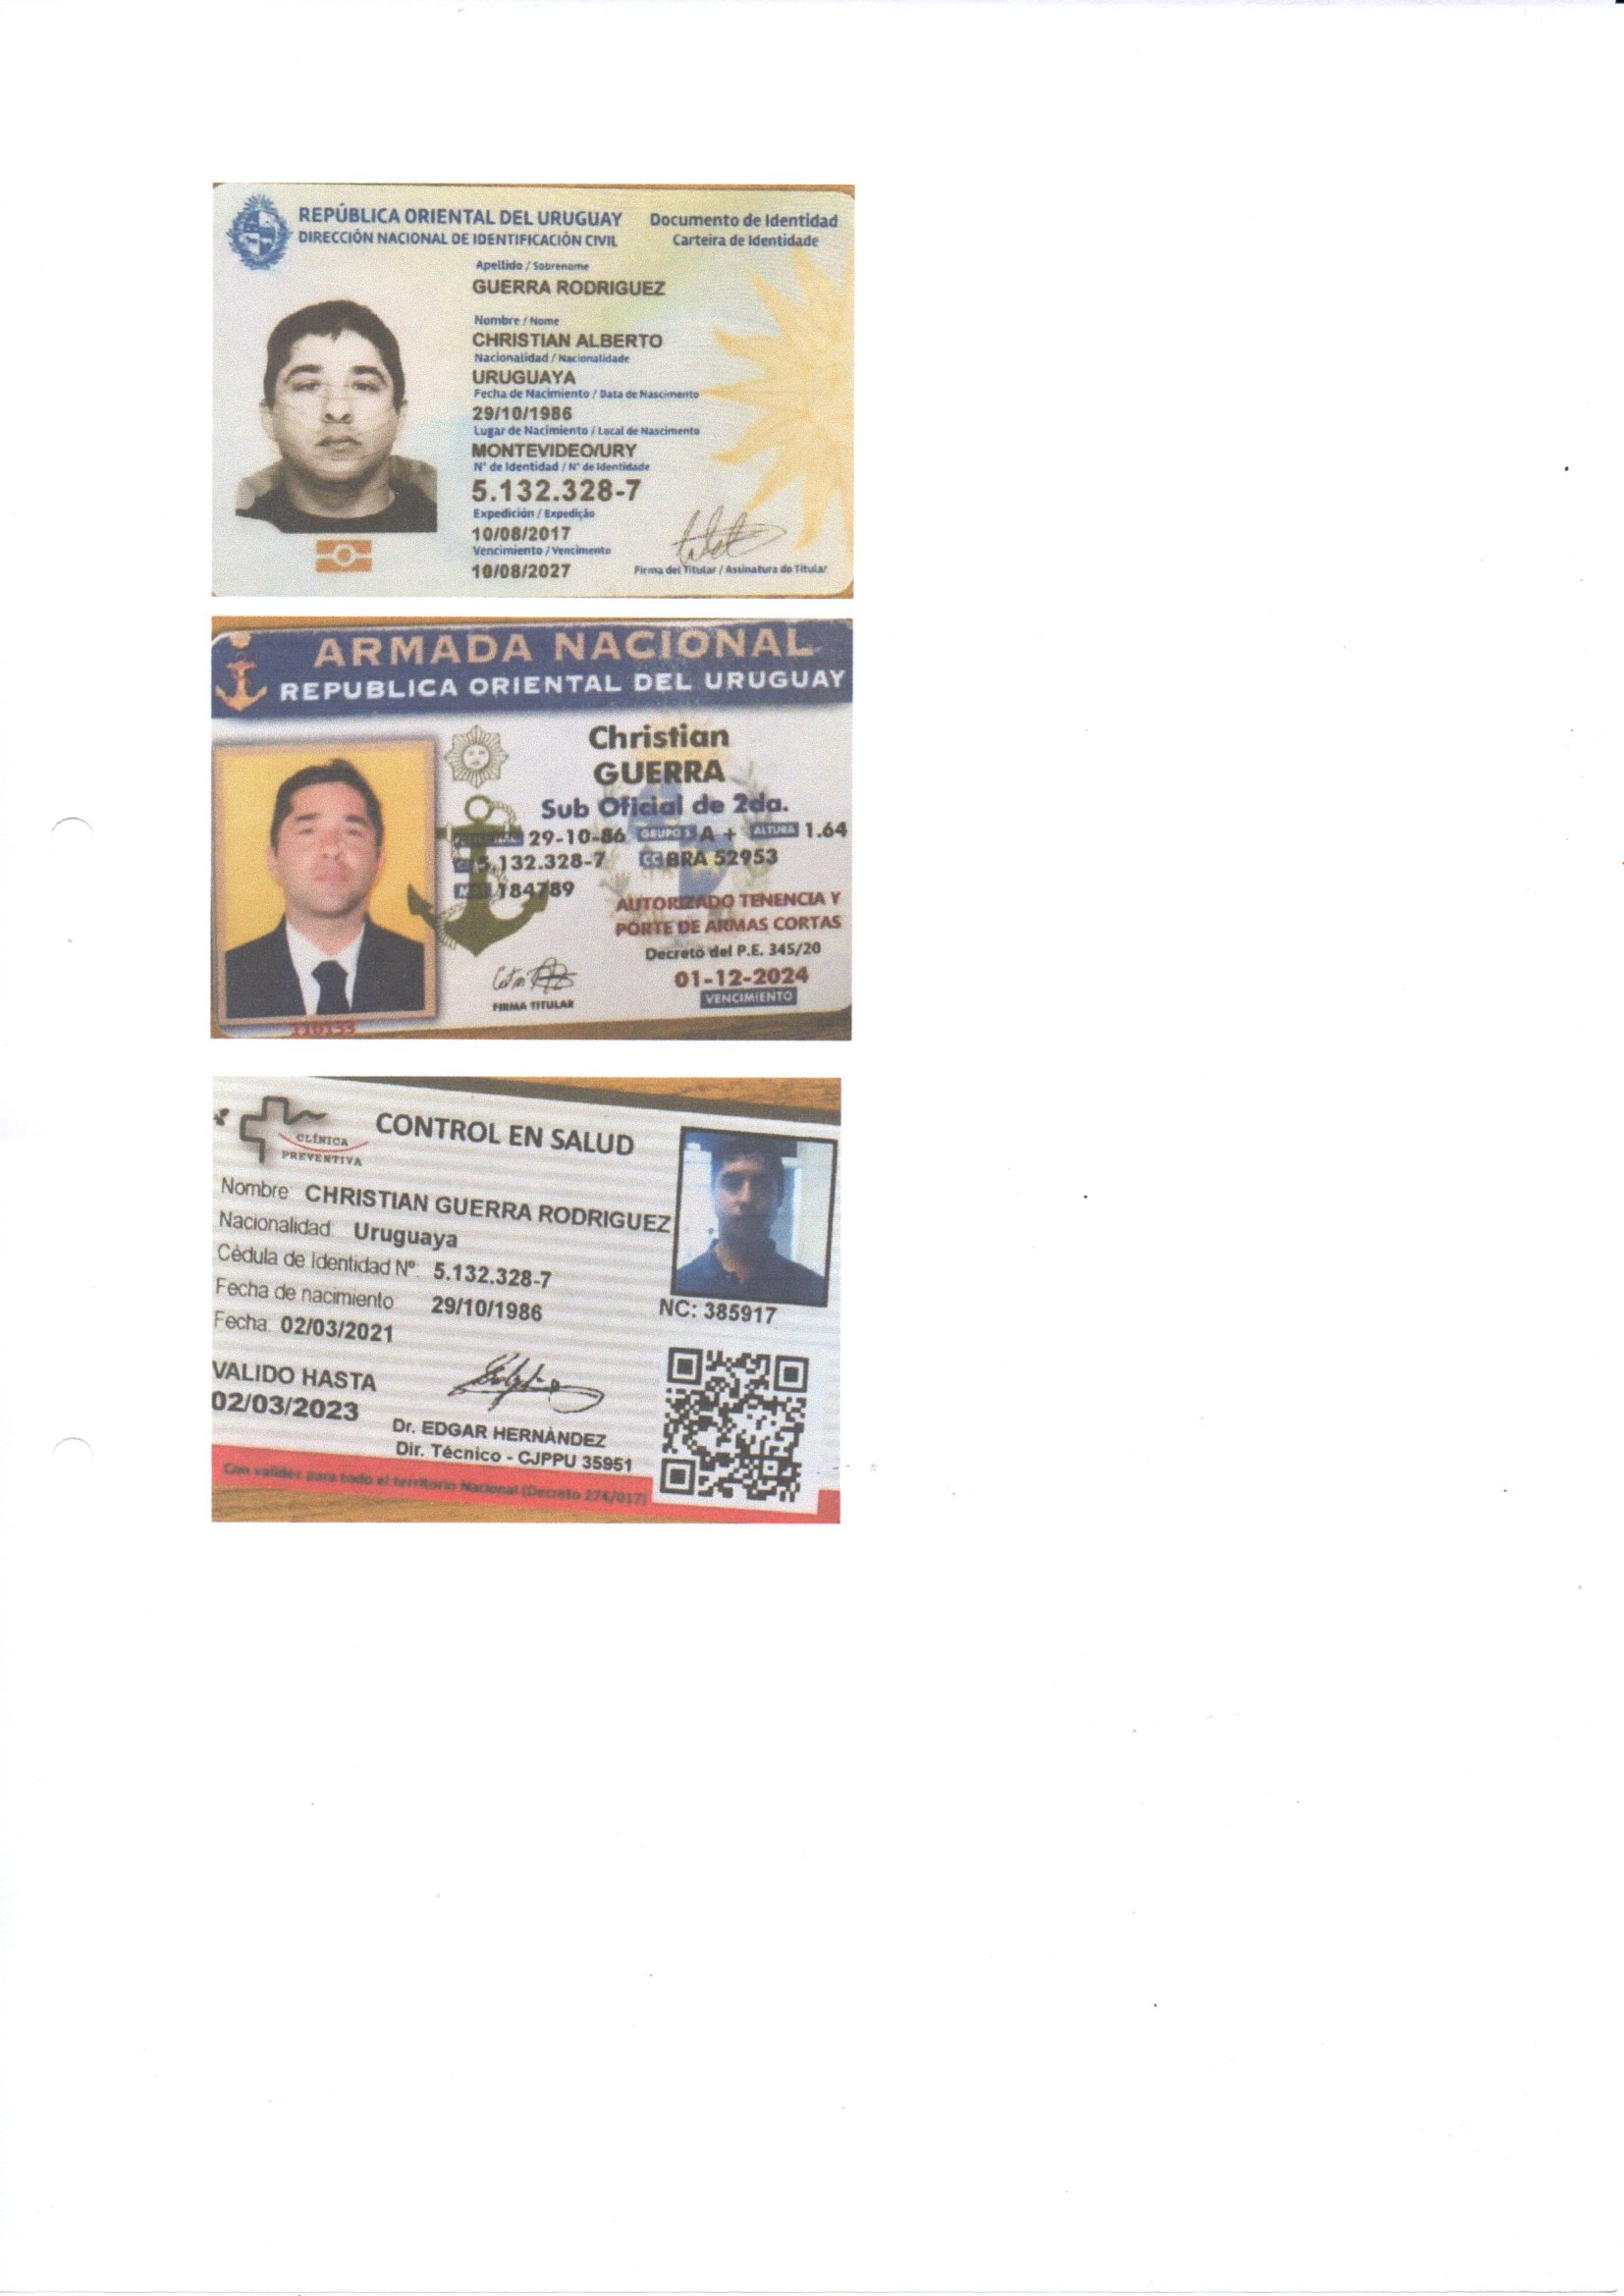 REPÚBLICA ORIENTAL DEL URUGUAY
DIRECCIÓN NACIONAL DE IDENTIFICACIÓN CIVIL
Documento de Identidad
Carteira de Identidade
Apellido / Sobrenome
GUERRA RODRIGUEZ
Nombre / Nome
CHRISTIAN ALBERTO
Nacionalidad / Nacionalidade
URUGUAYA
Fecha de Nacimiento / Data de Nascimento
29/10/1986
Lugar de Nacimiento / Local de Nascimento
MONTEVIDEO/URY
N° de Identidad / N° de Identidade
5.132.328-7
Expedición / Expedição
10/08/2017
Vencimiento / Vencimento
10/08/2027
Firma del Titular / Assinatura do Titular
ARMADA NACIONAL
REPUBLICA ORIENTAL DEL URUGUAY
Christian
GUERRA
Sub Oficial de 2da.
29-10-86 GRUPO S A + ALTURA 1.64
5.132.328-7 CC BRA 52953
184789
AUTORIZADO TENENCIA Y
PORTE DE ARMAS CORTAS
Decreto del P.E. 345/20
01-12-2024
VENCIMIENTO
FIRMA TITULAR
CLÍNICA
PREVENTIVA
CONTROL EN SALUD
Nombre: CHRISTIAN GUERRA RODRIGUEZ
Nacionalidad: Uruguaya
Cèdula de Identidad Nº: 5.132.328-7
Fecha de nacimiento: 29/10/1986
Fecha: 02/03/2021
NC: 385917
VALIDO HASTA
02/03/2023
Dr. EDGAR HERNÀNDEZ
Dir. Técnico - CJPPU 35951
Con validez para todo el territorio Nacional (Decreto 274/017)